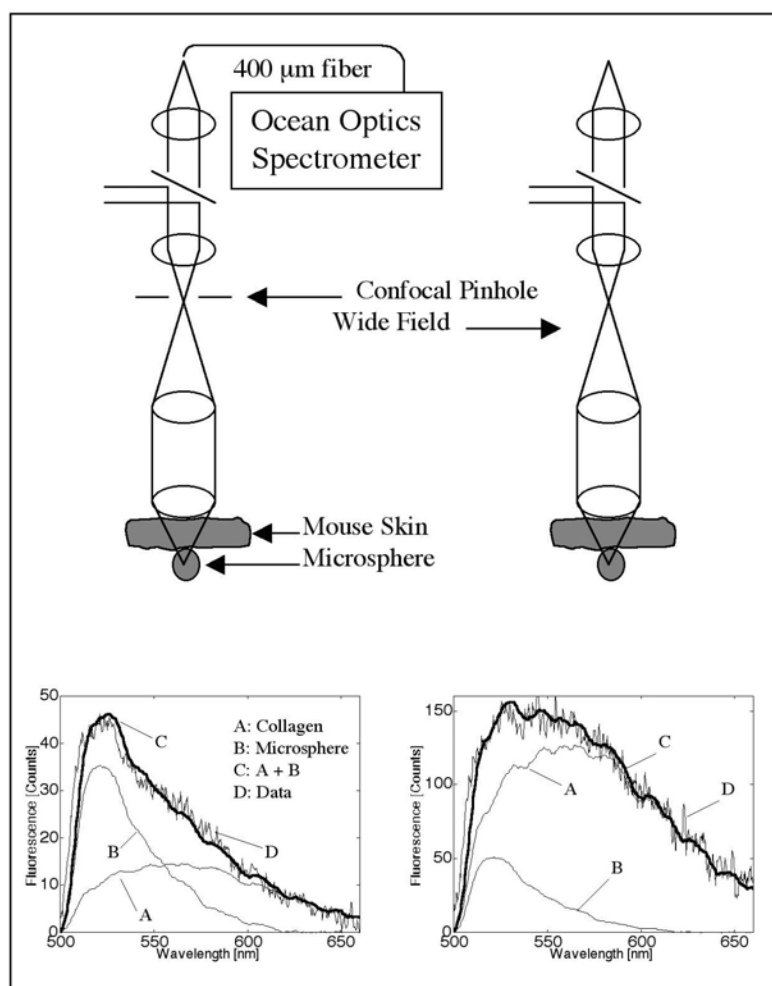 400 µm fiber
Ocean Optics
Spectrometer
Confocal Pinhole
Wide Field
Mouse Skin
Microsphere
50
40
30
20
10
0
Fluorescence [Counts]
A: Collagen
B: Microsphere
C: A + B
D: Data
C
B
D
A
500
550
600
650
Wavelength [nm]
150
100
50
0
Fluorescence [Counts]
C
A
D
B
500
550
600
650
Wavelength [nm]